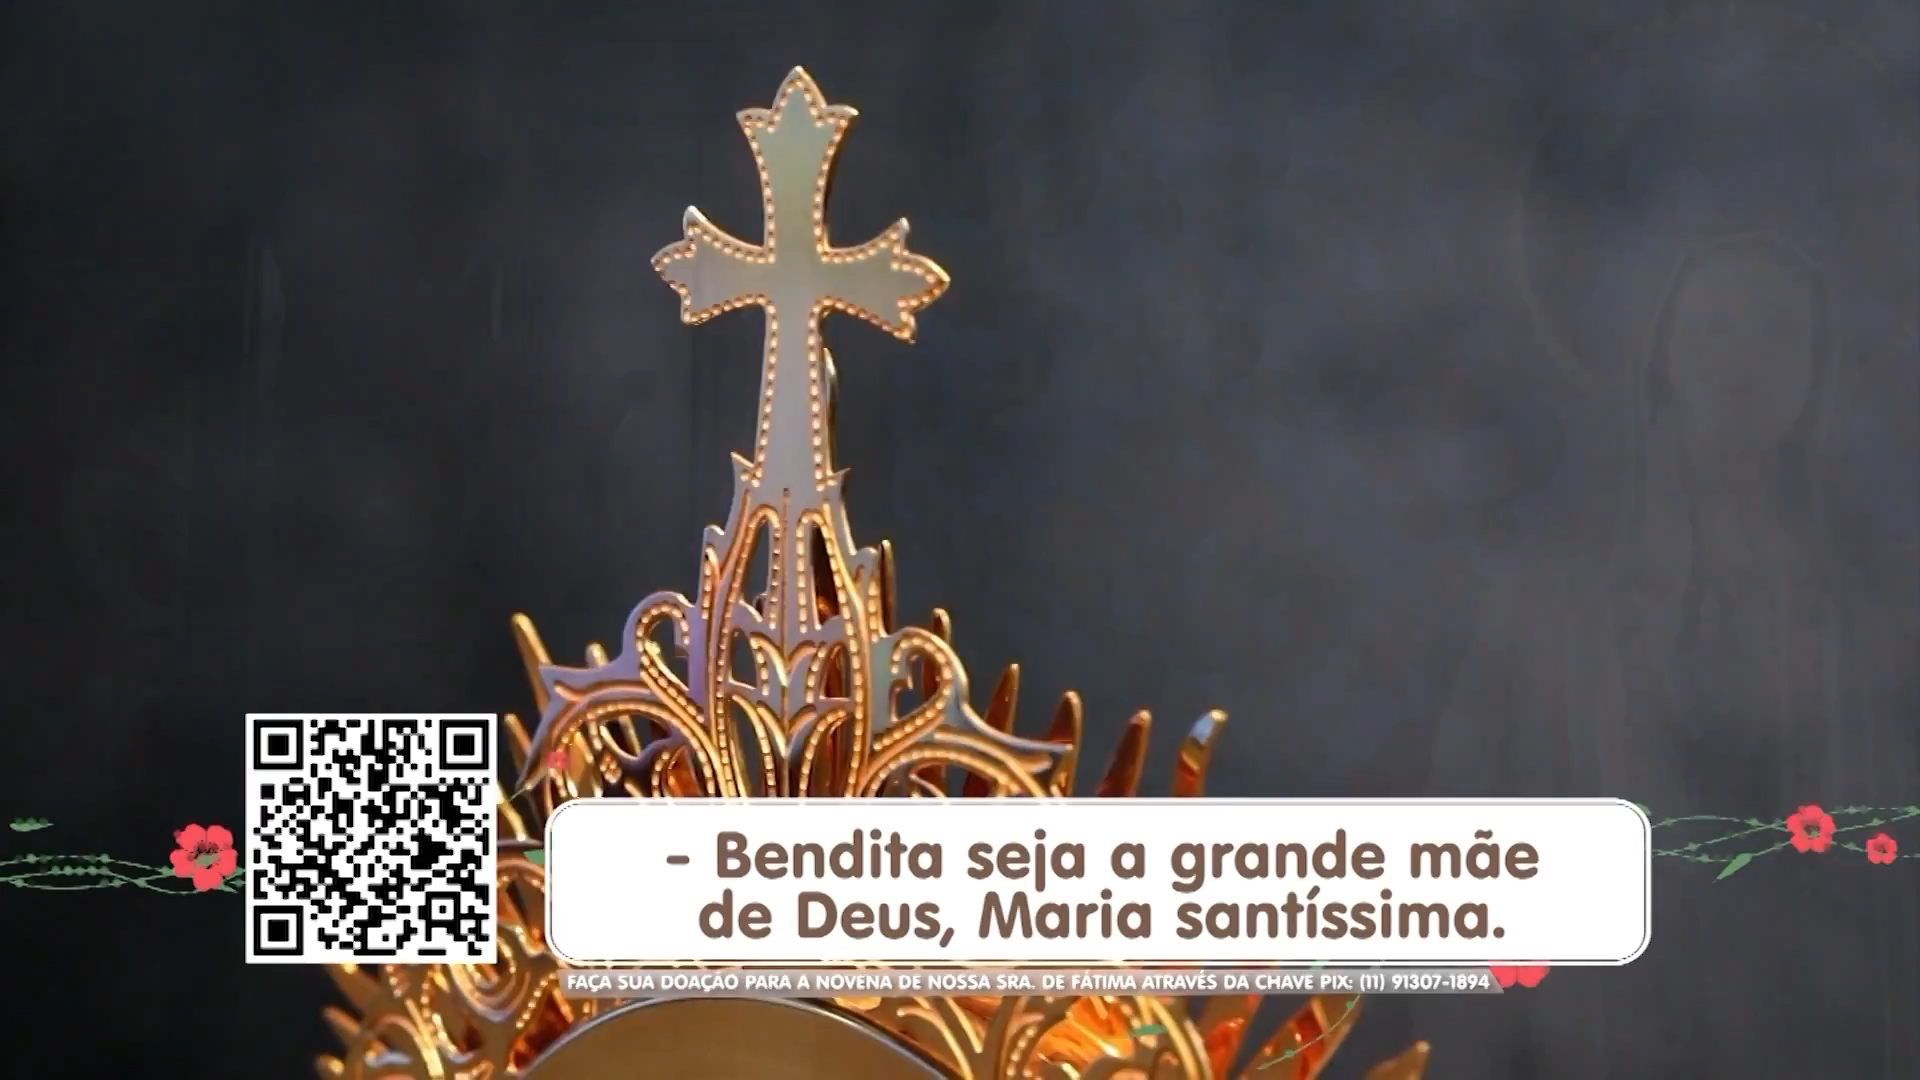 - Bendita seja a grande mãe
de Deus, Maria santíssima.
FAÇA SUA DOAÇÃO PARA A NOVENA DE NOSSA SRA. DE FÁTIMA ATRAVÉS DA CHAVE PIX: (11) 91307-1894